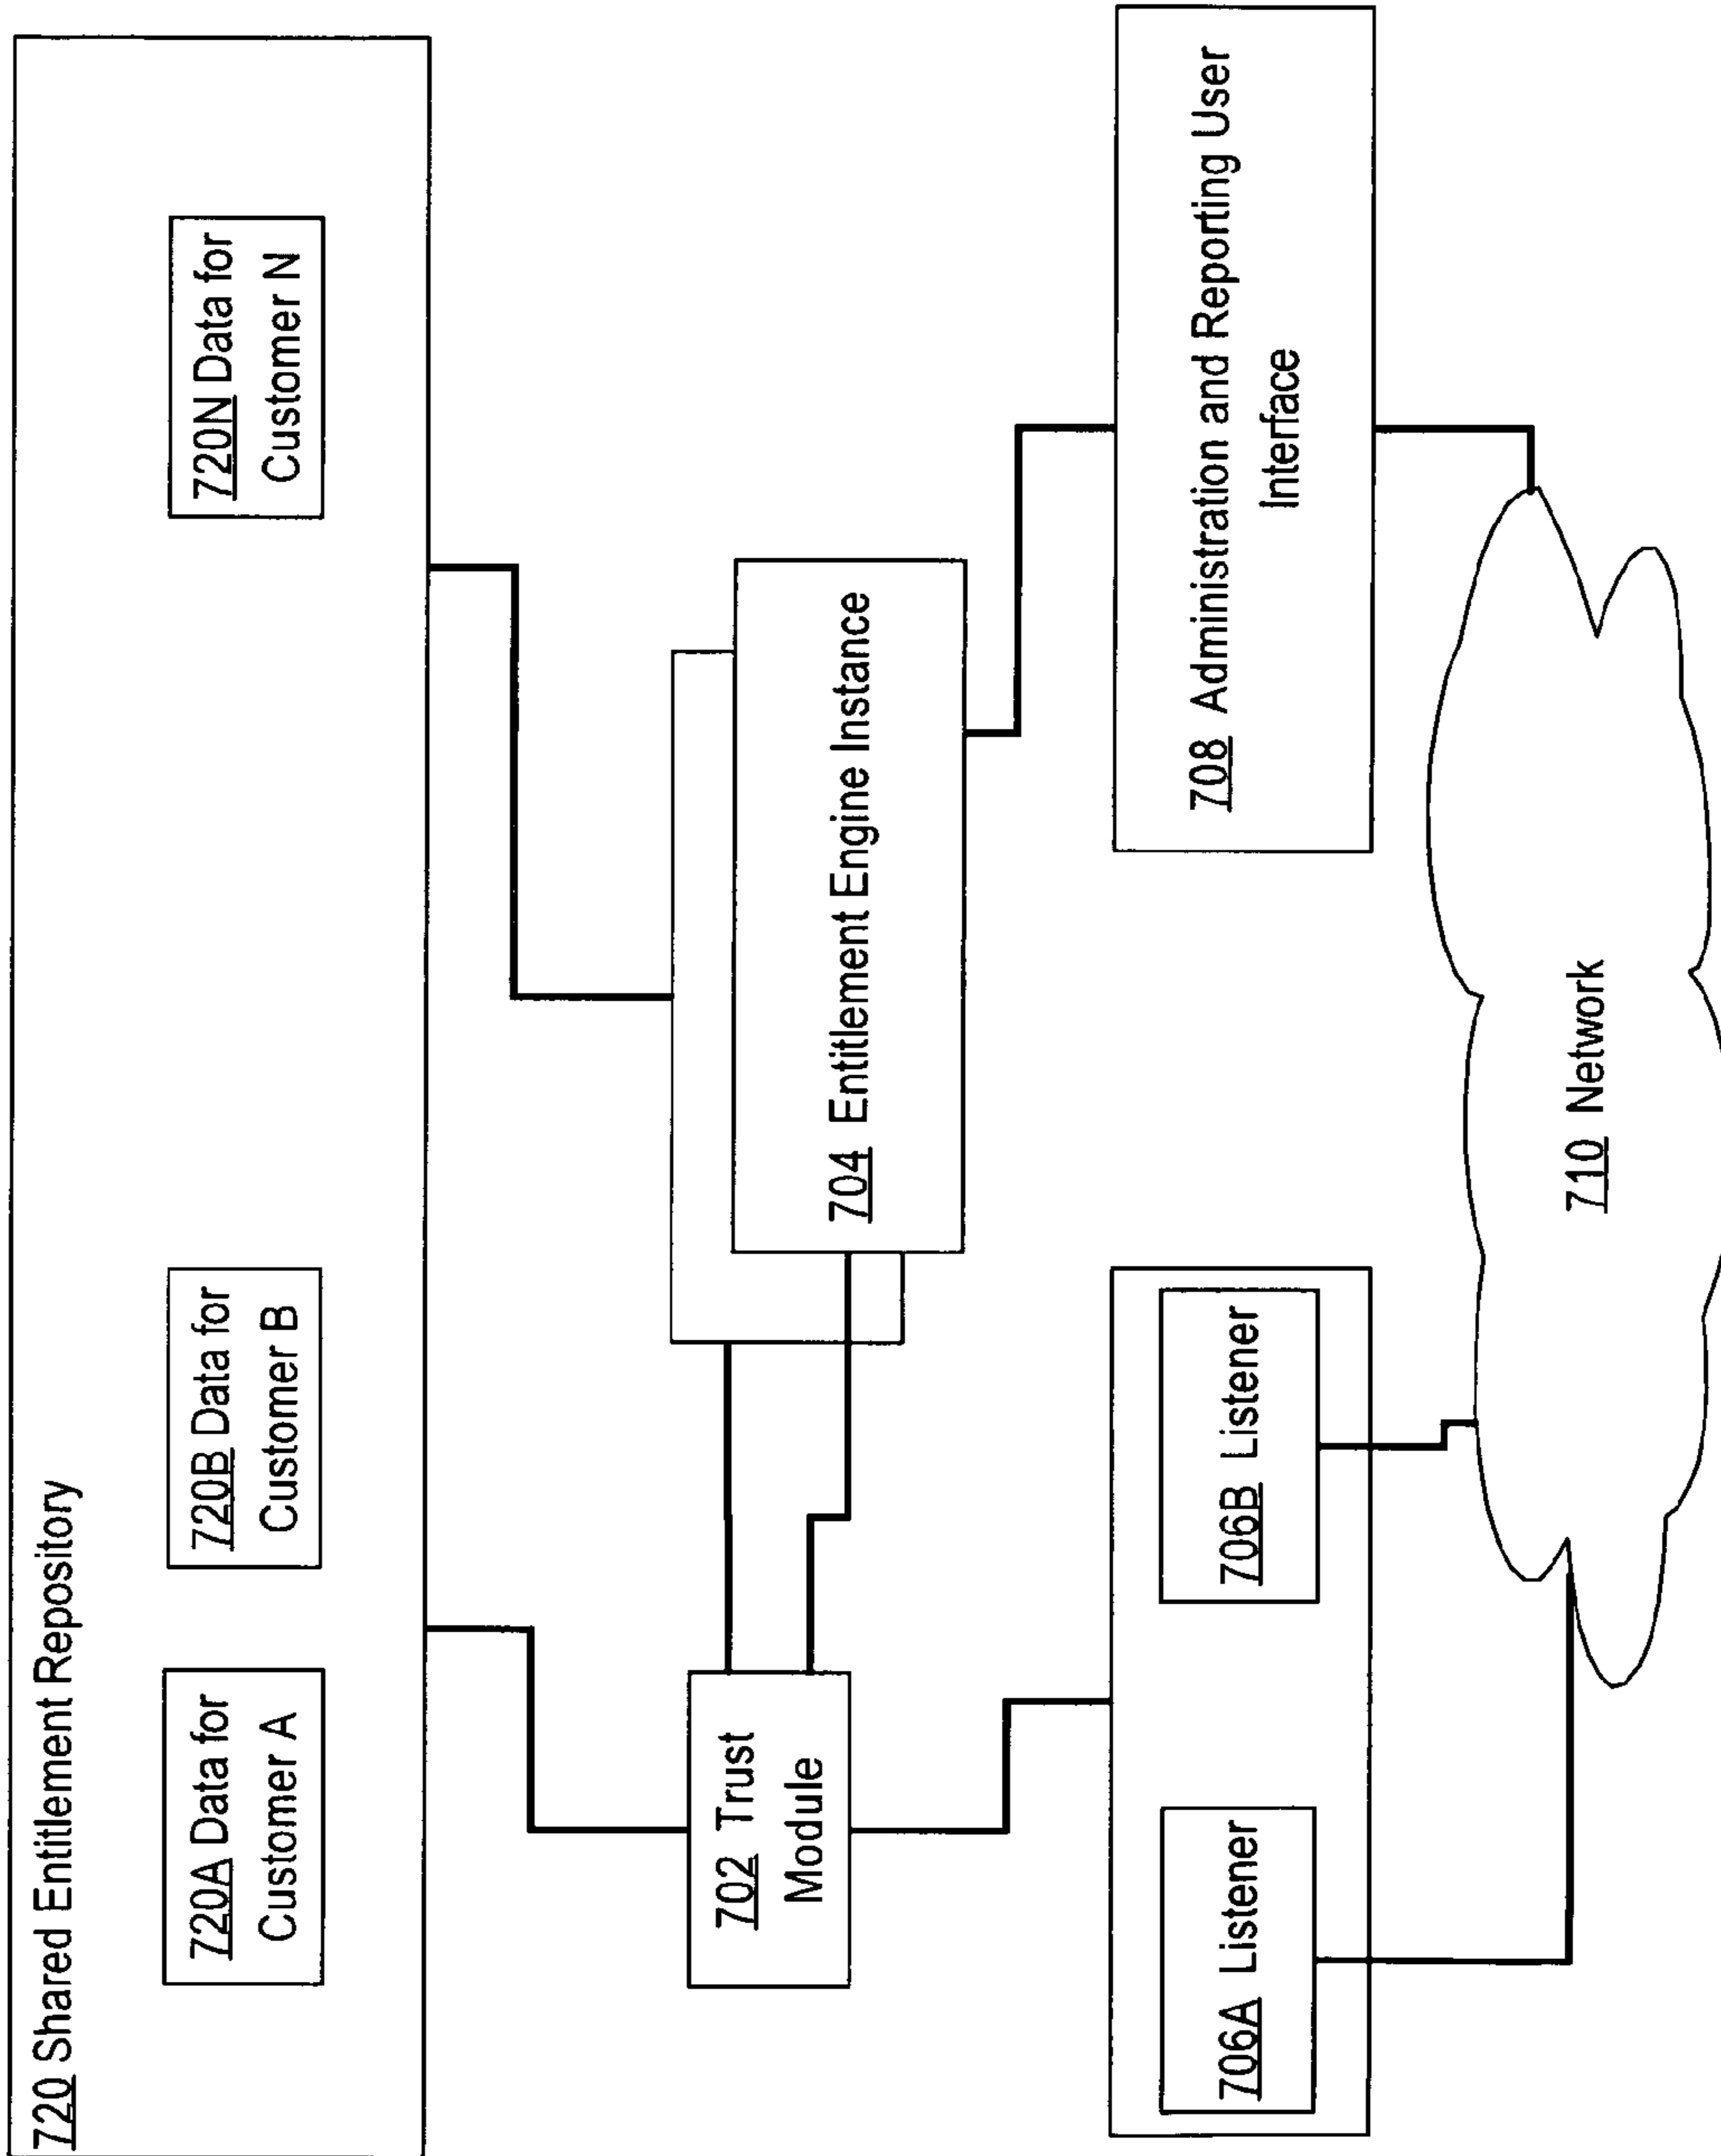 720 Shared Entitlement Repository
720A Data for
Customer A
720B Data for
Customer B
720N Data for
Customer N
702 Trust
Module
704 Entitlement Engine Instance
706A Listener
706B Listener
708 Administration and Reporting User
Interface
710 Network